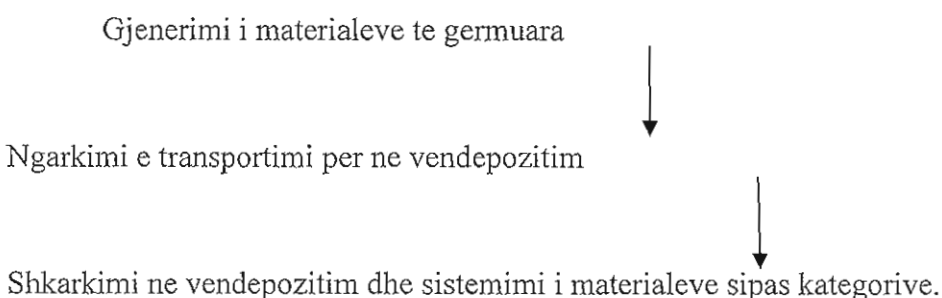 Gjenerimi i materialeve te germuara
Ngarkimi e transportimi per ne vendepozitim
Shkarkimi ne vendepozitim dhe sistemimi i materialeve sipas kategorive.